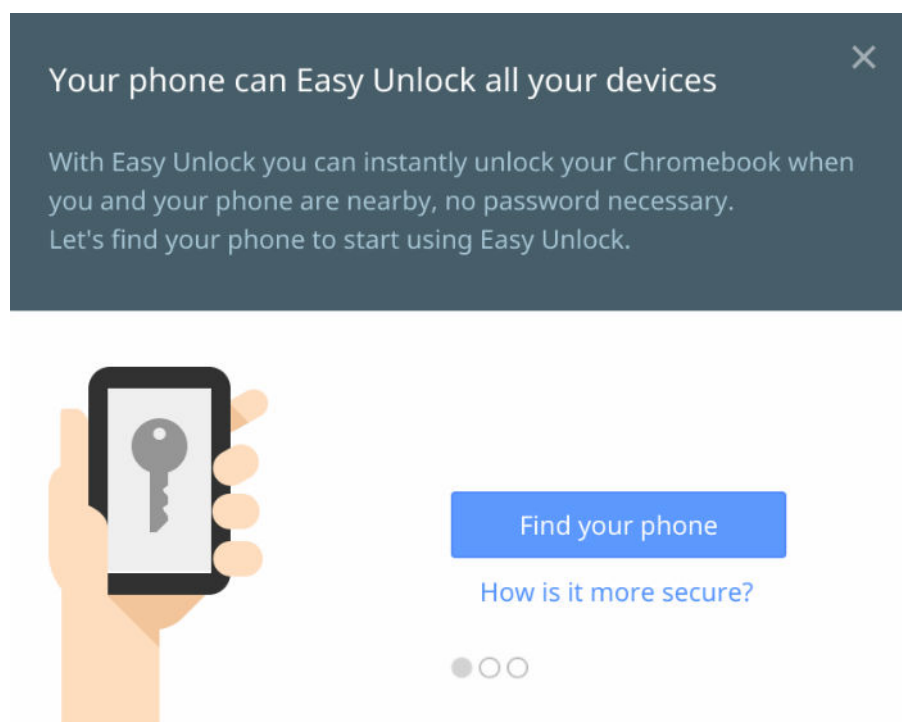 Your phone can Easy Unlock all your devices
With Easy Unlock you can instantly unlock your Chromebook when
you and your phone are nearby, no password necessary.
Let's find your phone to start using Easy Unlock.
Find your phone
How is it more secure?